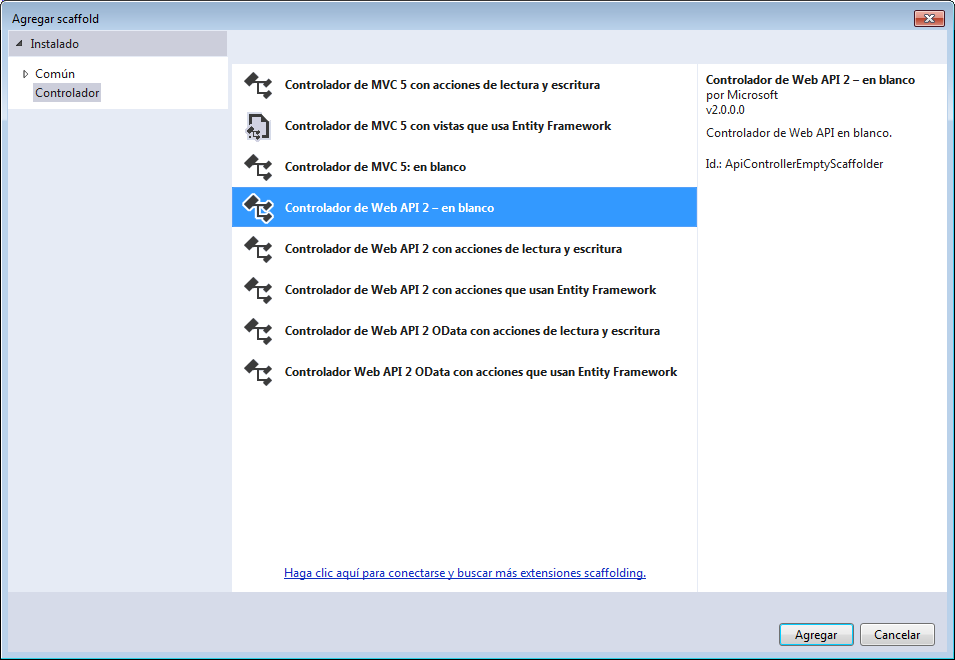 Agregar scaffold
Instalado
Común
Controlador
Controlador de MVC 5 con acciones de lectura y escritura
Controlador de MVC 5 con vistas que usa Entity Framework
Controlador de MVC 5: en blanco
Controlador de Web API 2 – en blanco
Controlador de Web API 2 con acciones de lectura y escritura
Controlador de Web API 2 con acciones que usan Entity Framework
Controlador de Web API 2 OData con acciones de lectura y escritura
Controlador Web API 2 OData con acciones que usan Entity Framework
Haga clic aquí para conectarse y buscar más extensiones scaffolding.
Controlador de Web API 2 – en blanco
por Microsoft
v2.0.0.0
Controlador de Web API en blanco.
Id.: ApiControllerEmptyScaffolder
Agregar
Cancelar